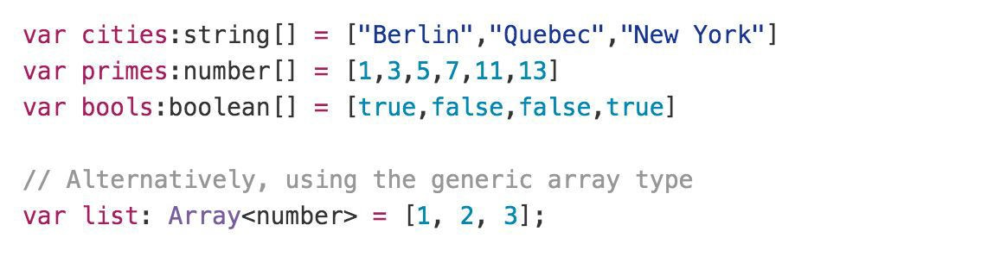 var cities:string[] = ["Berlin","Quebec","New York"]
var primes:number[] = [1,3,5,7,11,13]
var bools:boolean[] = [true,false,false,true]
// Alternatively, using the generic array type
var list: Array<number> = [1, 2, 3];